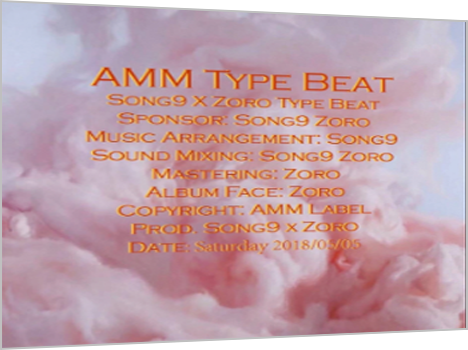 AMM Type Beat
Song9 X Zoro Type Beat
Sponsor: Song9 Zoro
Music Arrangement: Song9
Sound Mixing: Song9 Zoro
Mastering: Zoro
Album Face: Zoro
Copyright: AMM Label
Prod. Song9 x Zoro
Date: Saturday 2018/05/05